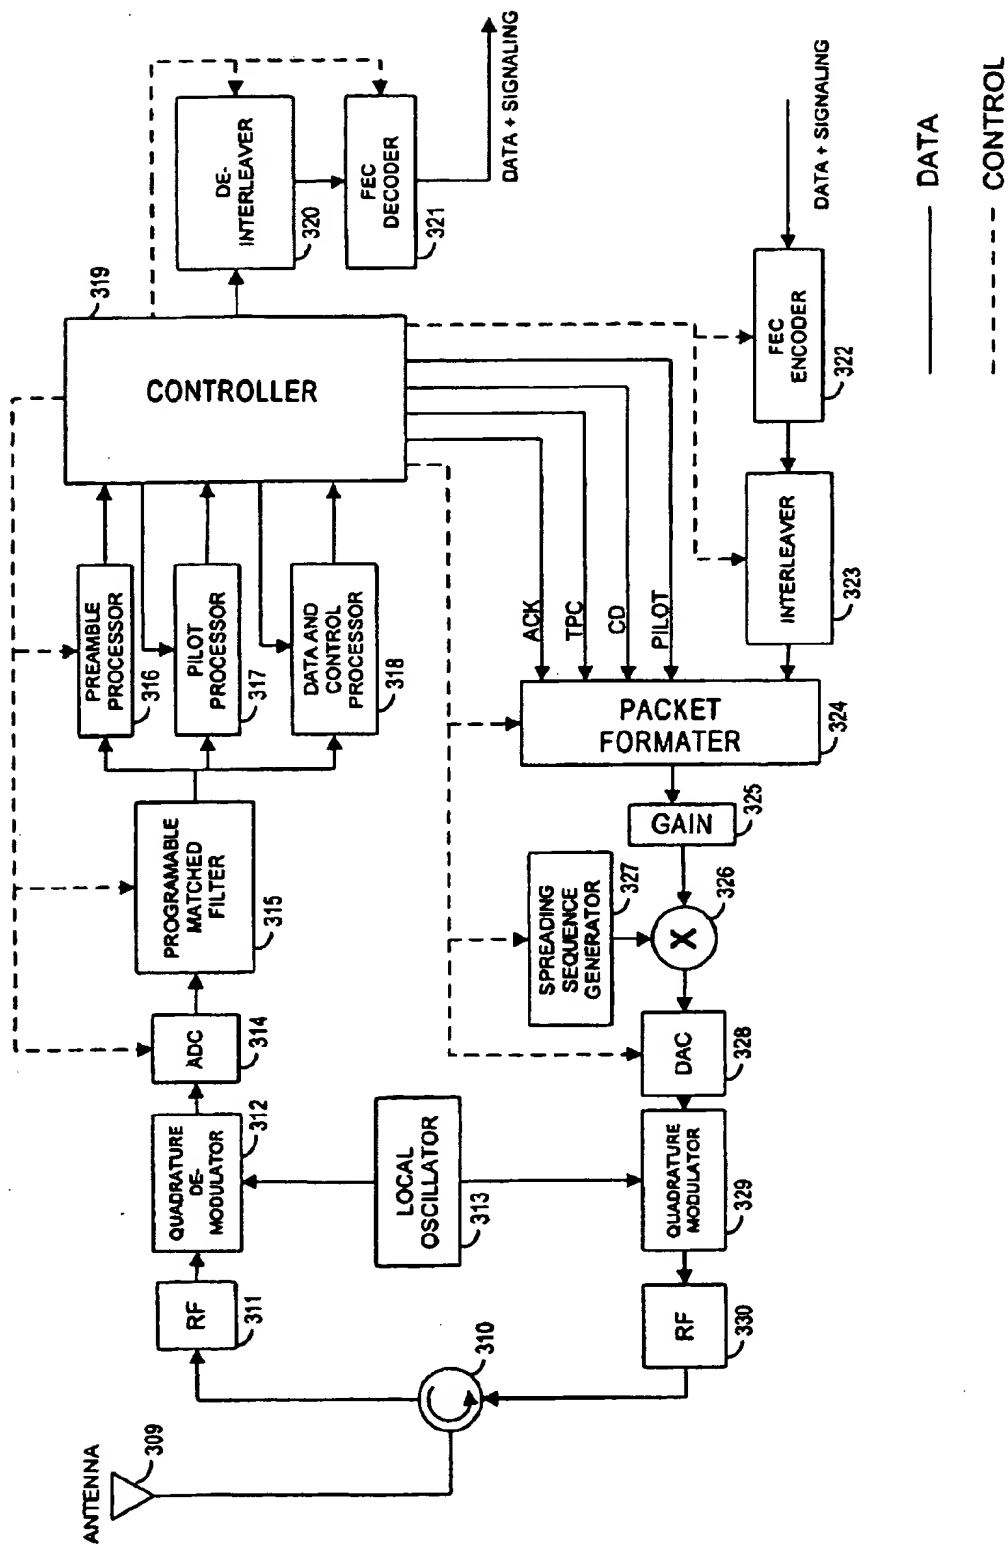 ANTENNA
309
310
RF
311
QUADRATURE
DE-
MODULATOR
312
LOCAL
OSCILLATOR
313
ADC
314
PROGRAMABLE
MATCHED
FILTER
315
PREAMBLE
PROCESSOR
316
PILOT
PROCESSOR
317
DATA AND
CONTROL
PROCESSOR
318
CONTROLLER
319
DE-
INTERLEAVER
320
FEC
DECODER
321
DATA + SIGNALING
DATA + SIGNALING
FEC
ENCODER
322
INTERLEAVER
323
ACK
TPC
CD
PILOT
PACKET
FORMATER
324
GAIN
325
X
326
SPREADING
SEQUENCE
GENERATOR
327
DAC
328
QUADRATURE
MODULATOR
329
RF
330
DATA
CONTROL